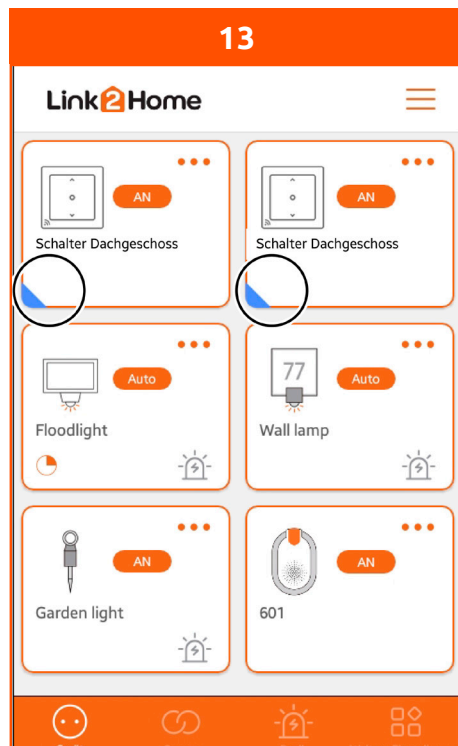 13
Link2Home
AN
AN
Schalter Dachgeschoss
Schalter Dachgeschoss
Auto
77
Auto
Floodlight
Wall lamp
AN
AN
Garden light
601